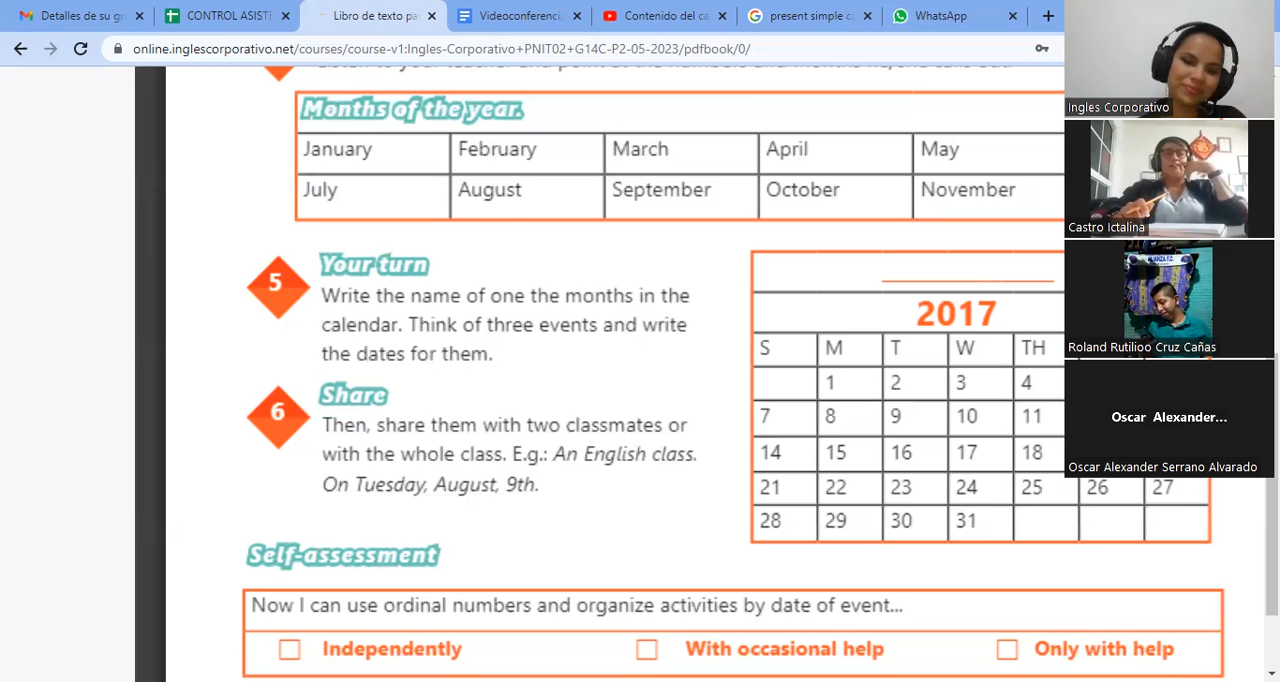 Detalles de su gr
CONTROL ASIST
Libro de texto pa
Videoconferenci
Contenido del ca
present simple c
WhatsApp
online.inglescorporativo.net/courses/course-v1:Ingles-Corporativo+PNIT02+G14C-P2-05-2023/pdfbook/0/
Months of the year.
January February March April May
July August September October November
5 Your turn
Write the name of one the months in the
calendar. Think of three events and write
the dates for them.
6 Share
Then, share them with two classmates or
with the whole class. E.g.: An English class.
On Tuesday, August, 9th.
2017
S M T W TH
1 2 3 4
7 8 9 10 11
14 15 16 17 18
21 22 23 24 25 26 27
28 29 30 31
Self-assessment
Now I can use ordinal numbers and organize activities by date of event...
Independently With occasional help Only with help
Ingles Corporativo
Castro Ictalina
Roland Rutilioo Cruz Cañas
Oscar Alexander...
Oscar Alexander Serrano Alvarado